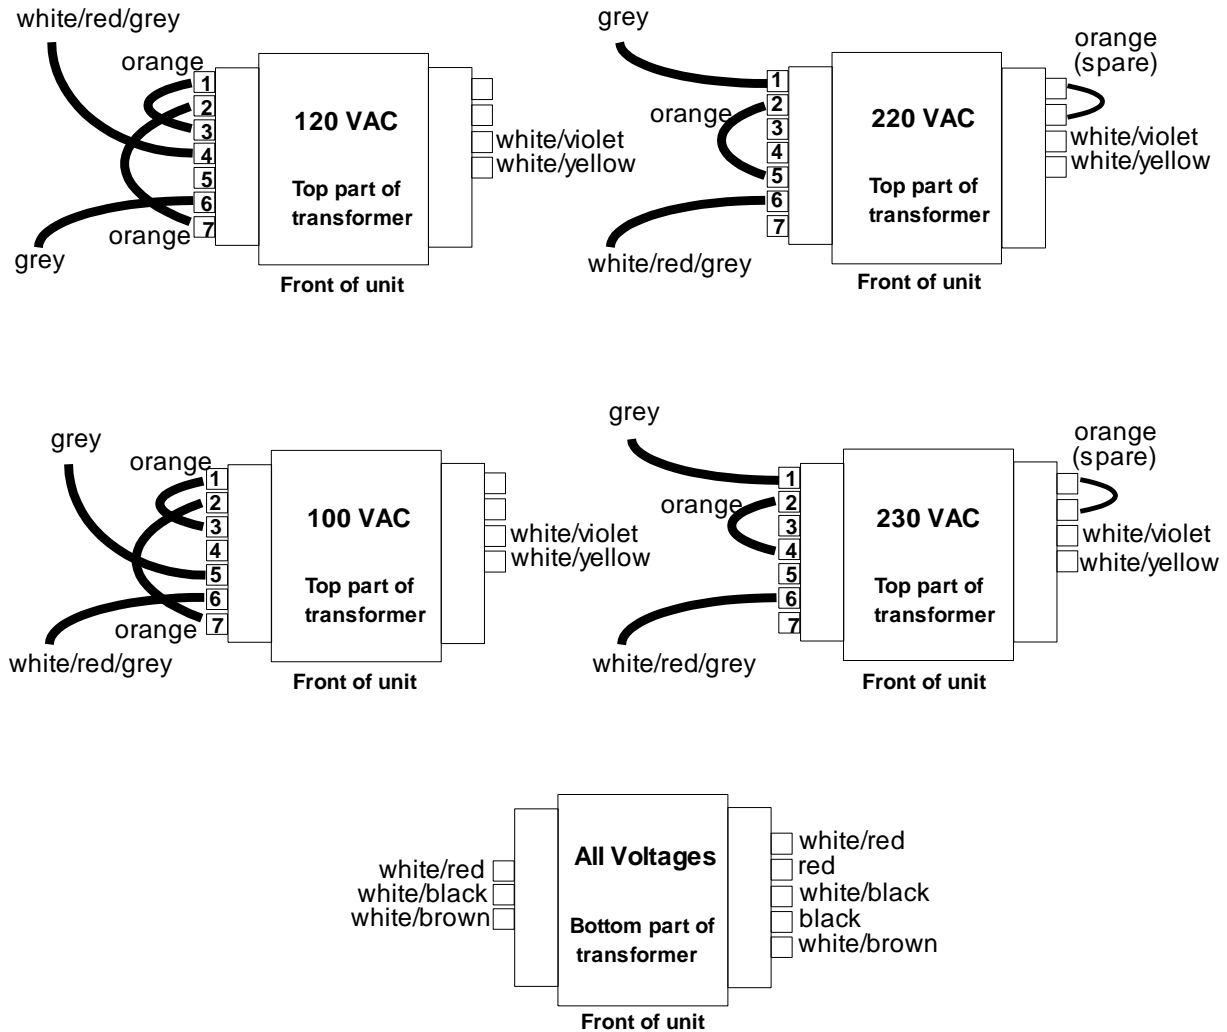 white/red/grey
orange
1
2
3
4
5
6
7
orange
grey
120 VAC
Top part of
transformer
white/violet
white/yellow
Front of unit
grey
orange
1
2
3
4
5
6
7
white/red/grey
220 VAC
Top part of
transformer
orange
(spare)
white/violet
white/yellow
Front of unit
grey
orange
1
2
3
4
5
6
7
orange
white/red/grey
100 VAC
Top part of
transformer
white/violet
white/yellow
Front of unit
grey
orange
1
2
3
4
5
6
7
white/red/grey
230 VAC
Top part of
transformer
orange
(spare)
white/violet
white/yellow
Front of unit
white/red
white/black
white/brown
All Voltages
Bottom part of
transformer
white/red
red
white/black
black
white/brown
Front of unit